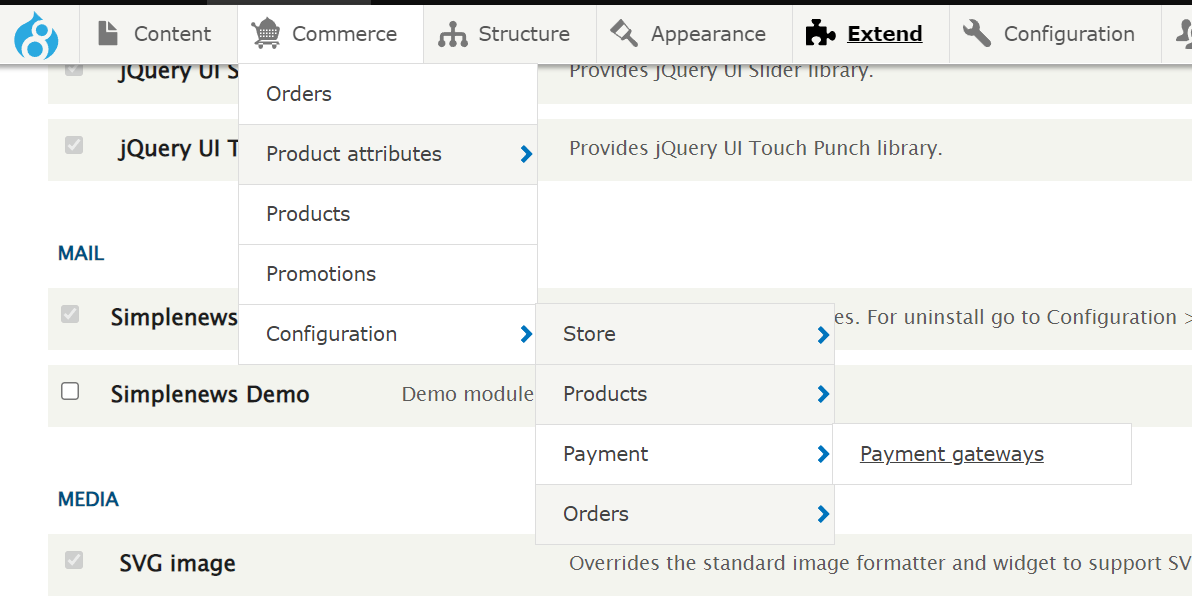 Content Commerce Structure Appearance Extend Configuration
jQuery UI S Provides jQuery UI Slider library.
Orders
jQuery UI T Provides jQuery UI Touch Punch library.
Product attributes
Products
MAIL
Promotions
Simplenews es. For uninstall go to Configuration >
Configuration Store
Simplenews Demo Demo module Products
Payment Payment gateways
MEDIA
Orders
SVG image Overrides the standard image formatter and widget to support SV